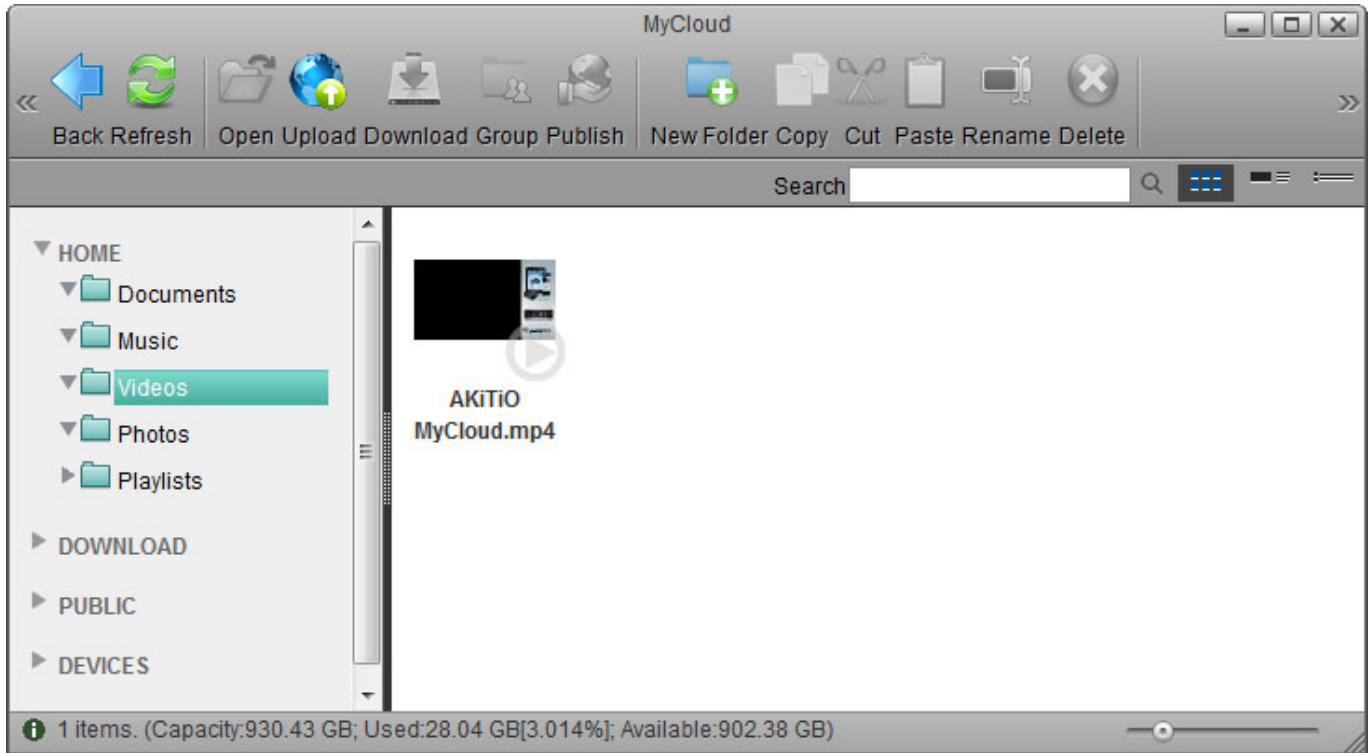 MyCloud
Back Refresh Open Upload Download Group Publish New Folder Copy Cut Paste Rename Delete
Search
HOME
Documents
Music
Videos
Photos
Playlists
DOWNLOAD
PUBLIC
DEVICES
AKiTiO
MyCloud.mp4
1 items. (Capacity:930.43 GB; Used:28.04 GB[3.014%]; Available:902.38 GB)